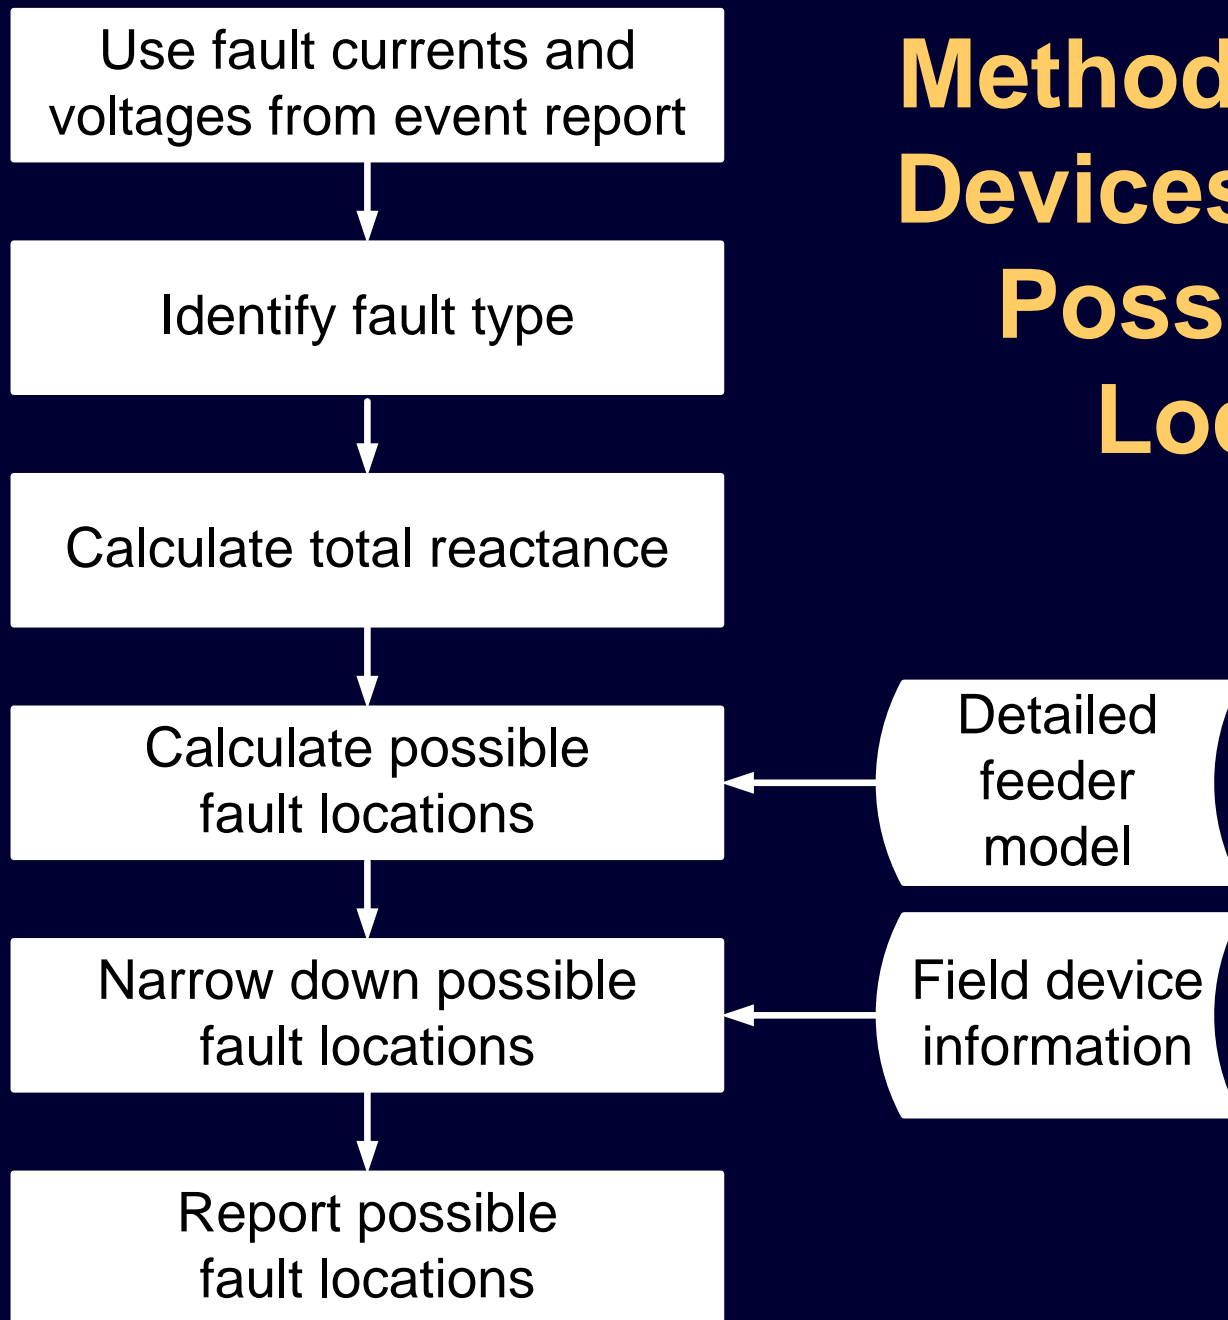 Use fault currents and
voltages from event report
Identify fault type
Calculate total reactance
Calculate possible
fault locations
Narrow down possible
fault locations
Report possible
fault locations
Method
Devices
Poss
Loc
Detailed
feeder
model
Field device
information